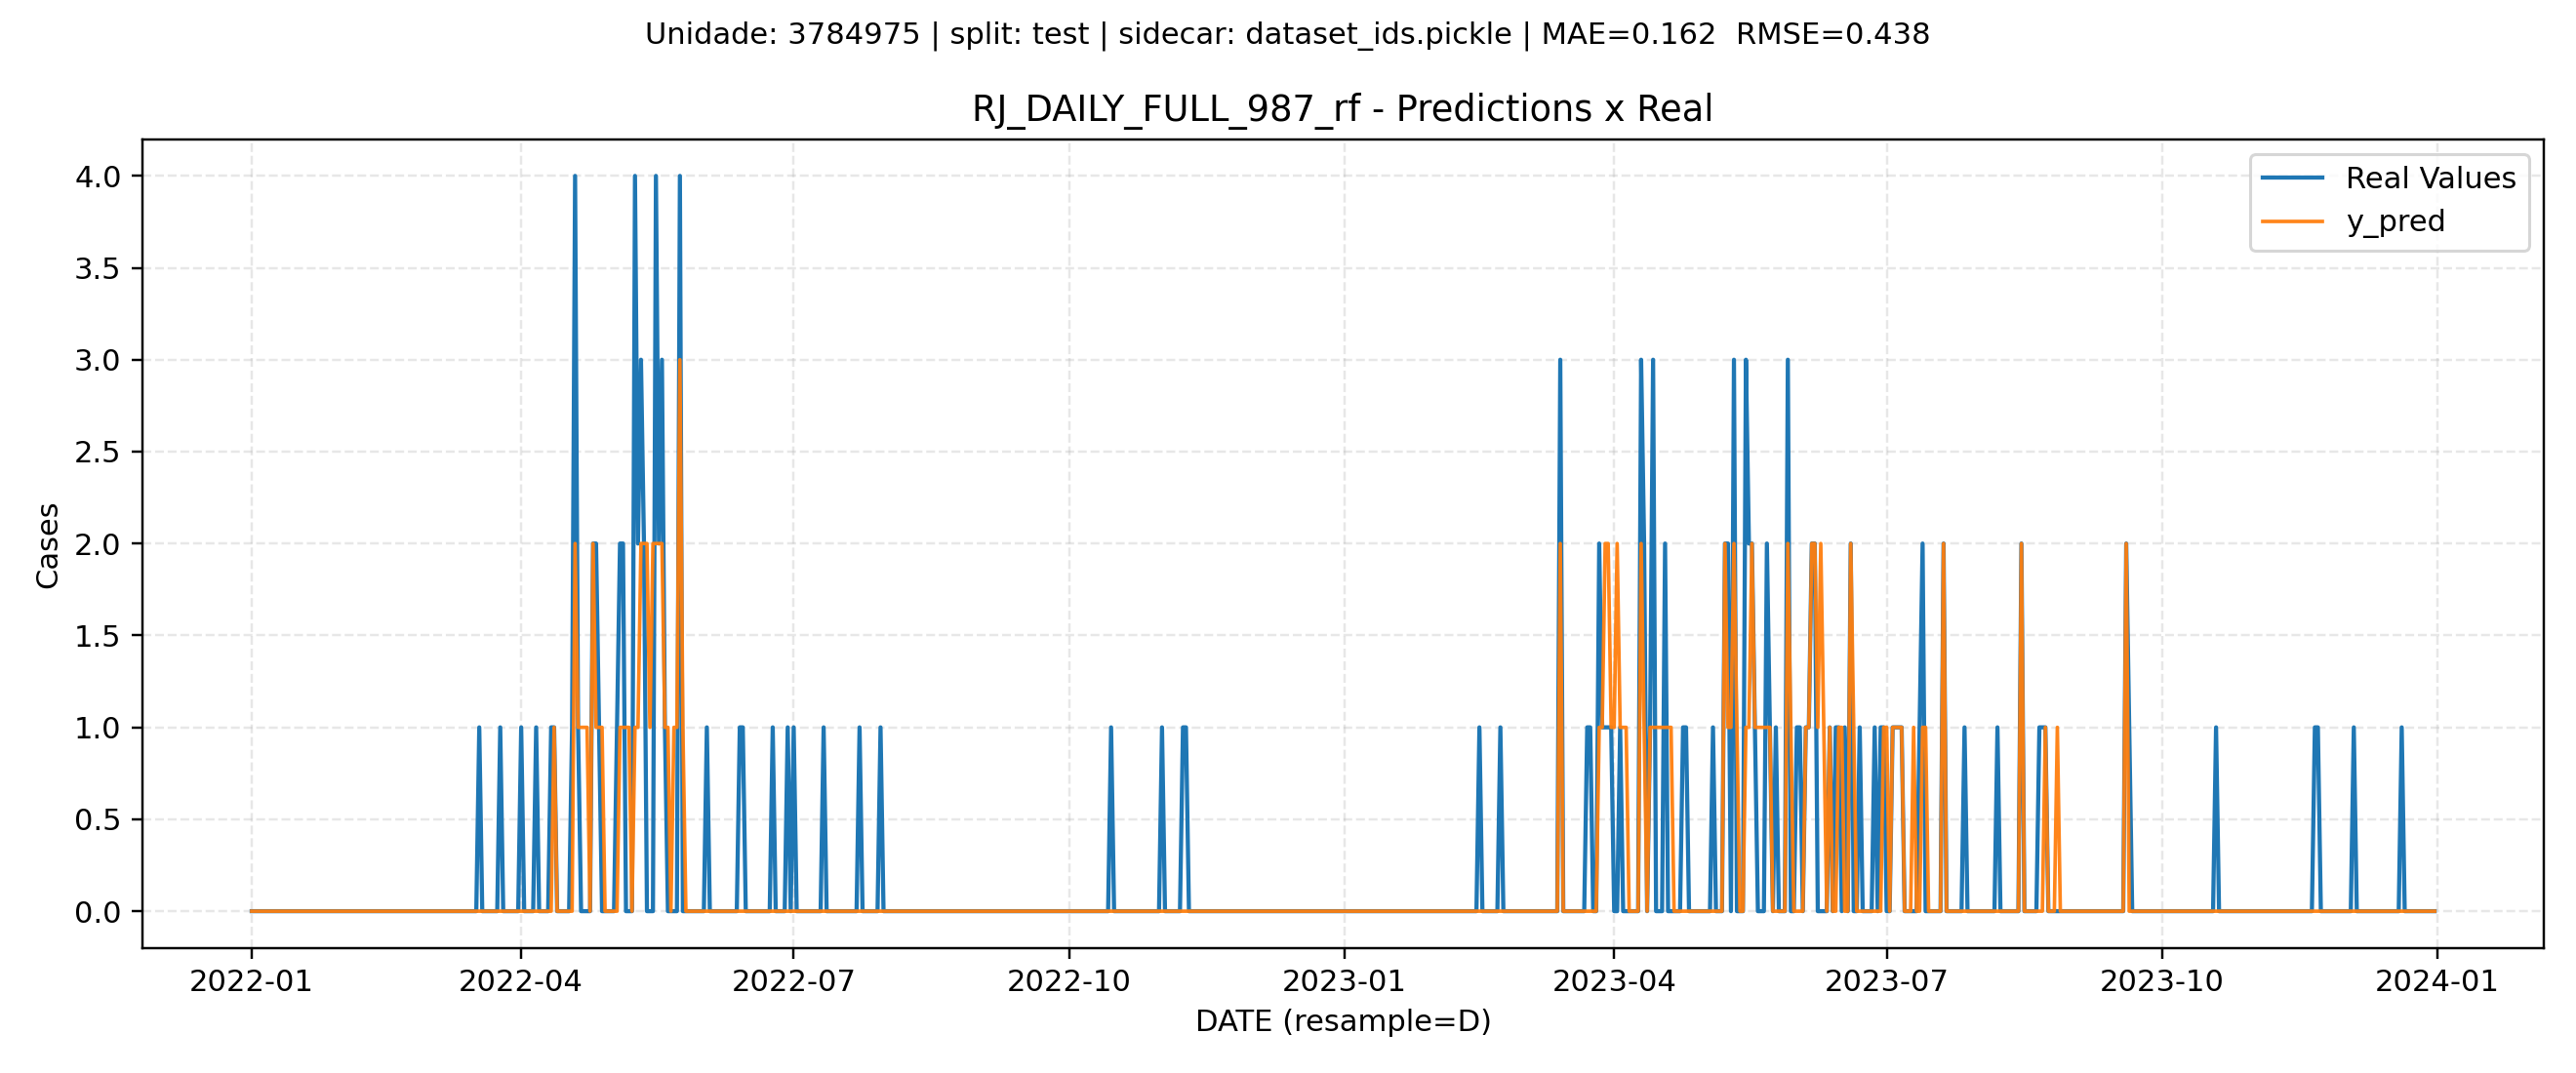 Unidade: 3784975 | split: test | sidecar: dataset_ids.pickle | MAE=0.162  RMSE=0.438
RJ_DAILY_FULL_987_rf - Predictions x Real
Real Values
y_pred
4.0
3.5
3.0
2.5
2.0
1.5
1.0
0.5
0.0
Cases
2022-01 2022-04 2022-07 2022-10 2023-01 2023-04 2023-07 2023-10 2024-01
DATE (resample=D)